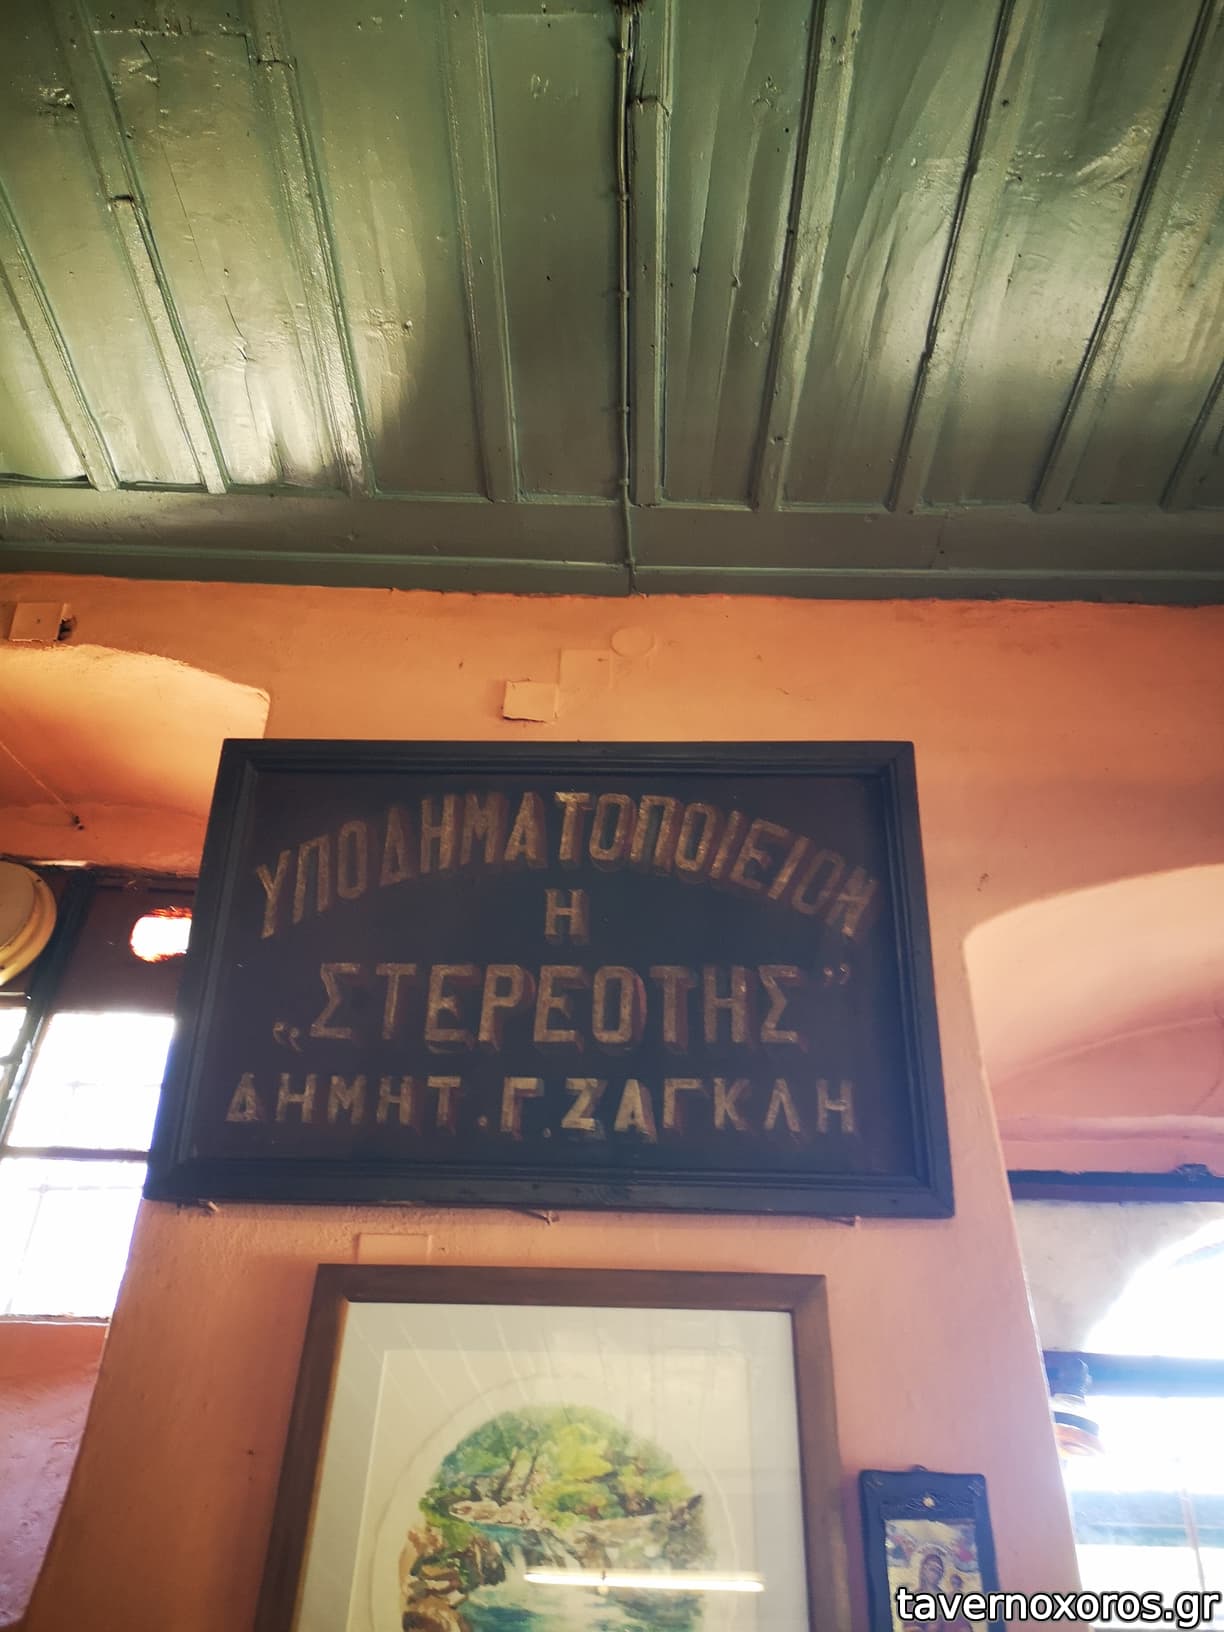 ΥΠΟΔΗΜΑΤΟΠΟΙΕΙΟΝ
Η
„ΣΤΕΡΕΟΤΗΣ”
ΔΗΜΗΤ. Γ. ΖΑΓΚΛΗ
tavernoxoros.gr